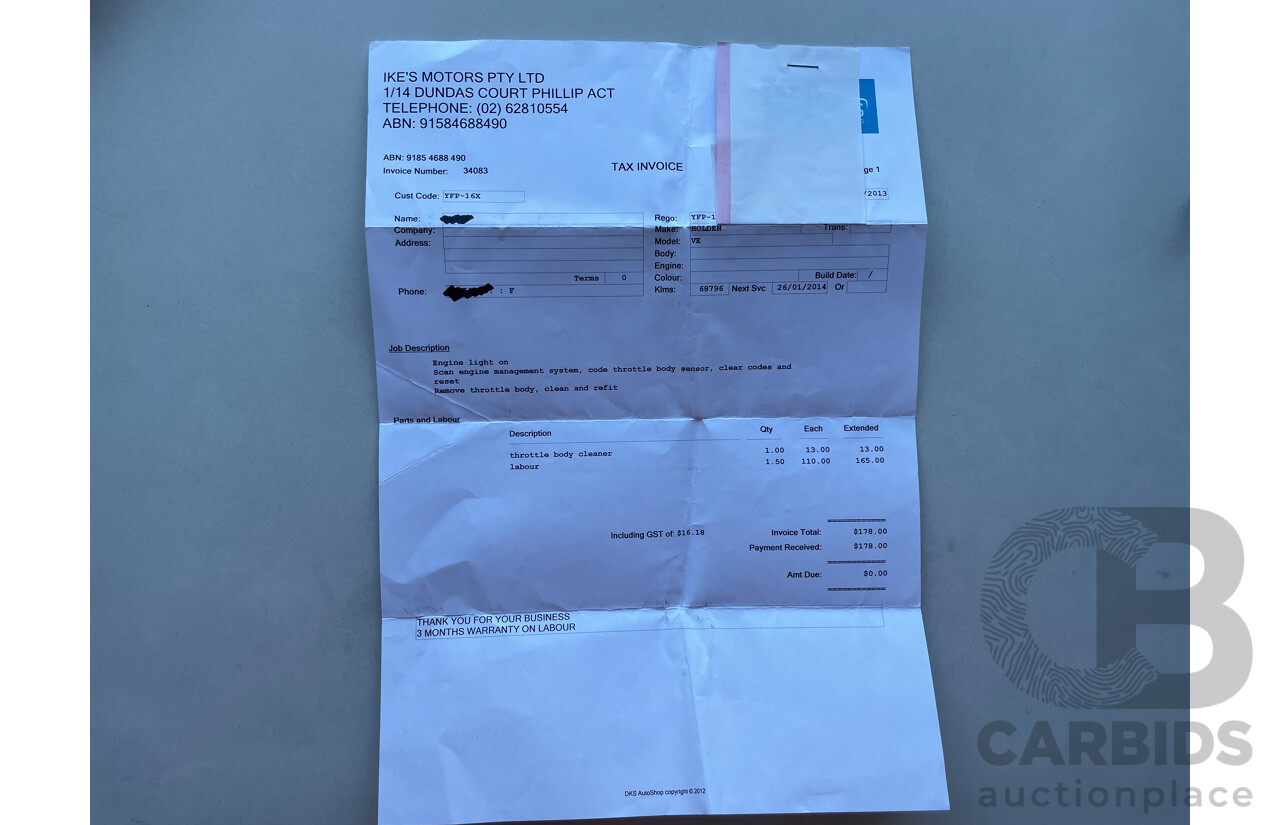 IKE'S MOTORS PTY LTD
1/14 DUNDAS COURT PHILLIP ACT
TELEPHONE: (02) 62810554
ABN: 91584688490
ABN: 9185 4688 490
Invoice Number: 34083
TAX INVOICE
ge 1
Cust Code: YFP-16X
/2013
Name:
Rego: YFP-1
Company:
Make: HOLDEN Trans:
Address:
Model: VE
Body:
Engine:
Terms 0
Colour: Build Date: /
Phone: : F
Klms: 68796 Next Svc 26/01/2014 Or
Job Description
Engine light on
Scan engine management system, code throttle body sensor, clear codes and
reset
Remove throttle body, clean and refit
Parts and Labour
Description Qty Each Extended
throttle body cleaner 1.00 13.00 13.00
labour 1.50 110.00 165.00
Including GST of: $16.18 Invoice Total: $178.00
Payment Received: $178.00
Amt Due: $0.00
THANK YOU FOR YOUR BUSINESS
3 MONTHS WARRANTY ON LABOUR
DKS AutoShop copyright © 2012
CB
CARBIDS
auctionplace